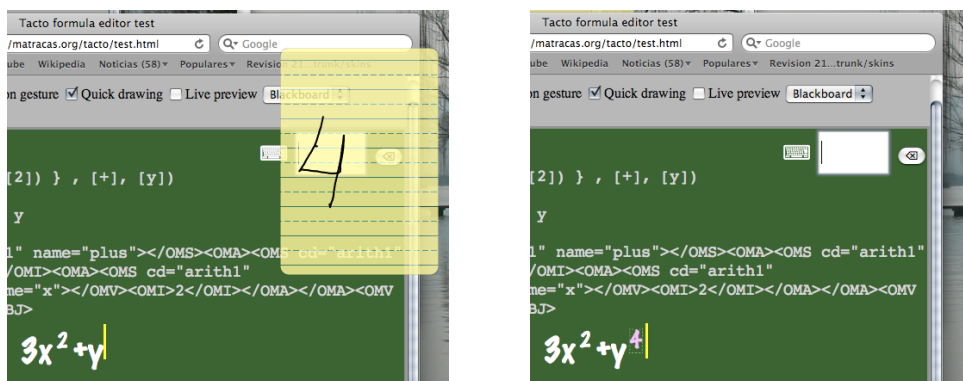 Tacto formula editor test
/matracas.org/tacto/test.html
Google
ube Wikipedia Noticias (58) Populares Revision 21...trunk/skins
on gesture Quick drawing Live preview Blackboard
4
[2]) } , [+], [y])
y
1" name="plus"></OMS><OMA><OMS cd="arith1"
/OMI><OMA><OMS cd="arith1"
me="x"></OMV><OMI>2</OMI></OMA></OMA><OMV
BJ>
3x²+y
Tacto formula editor test
/matracas.org/tacto/test.html
Google
ube Wikipedia Noticias (58) Populares Revision 21...trunk/skins
on gesture Quick drawing Live preview Blackboard
[2]) } , [+], [y])
y
1" name="plus"></OMS><OMA><OMS cd="arith1"
/OMI><OMA><OMS cd="arith1"
me="x"></OMV><OMI>2</OMI></OMA></OMA><OMV
BJ>
3x²+y⁴